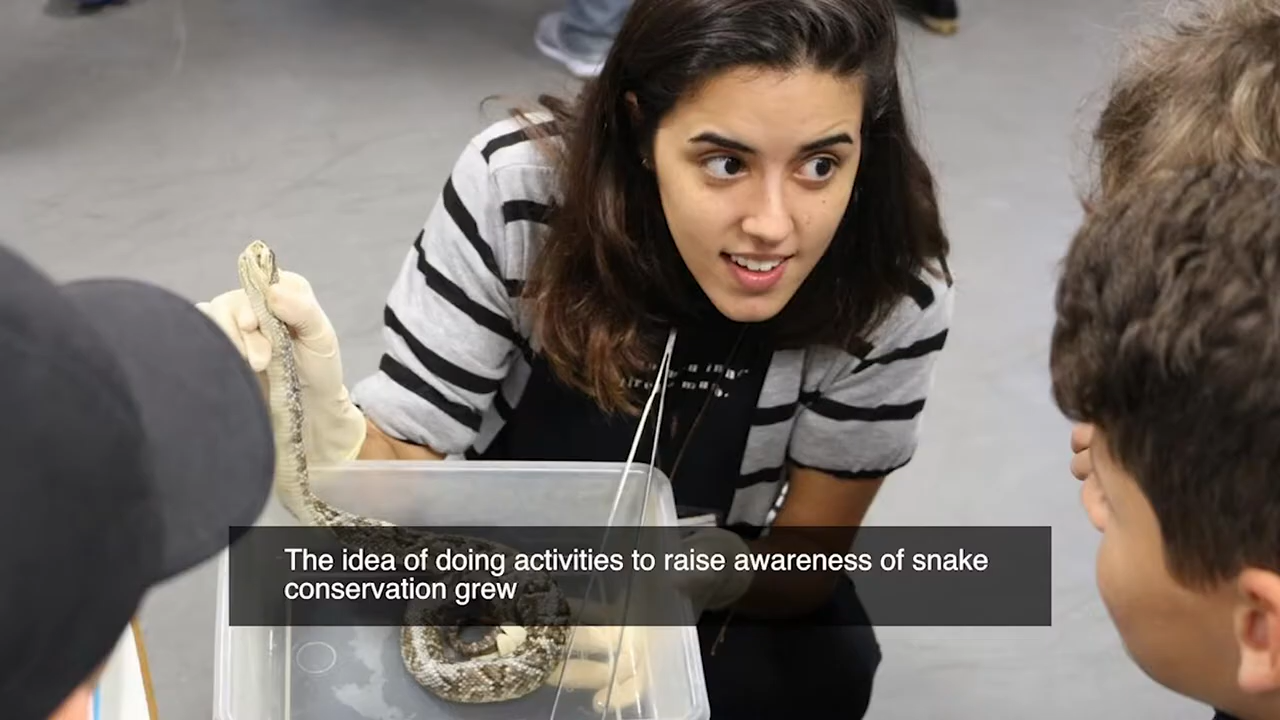 The idea of doing activities to raise awareness of snake
conservation grew